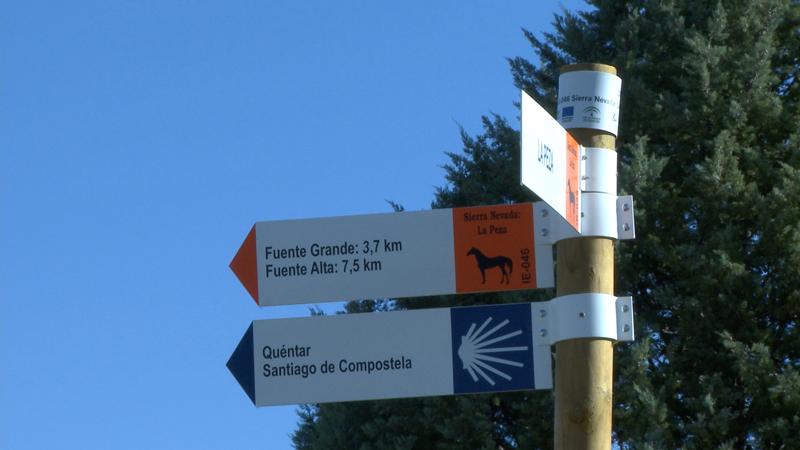 -046 Sierra Nevada
LA PEZA
Sierra Nevada:
La Peza
IE-046
Fuente Grande: 3,7 km
Fuente Alta: 7,5 km
Quéntar
Santiago de Compostela